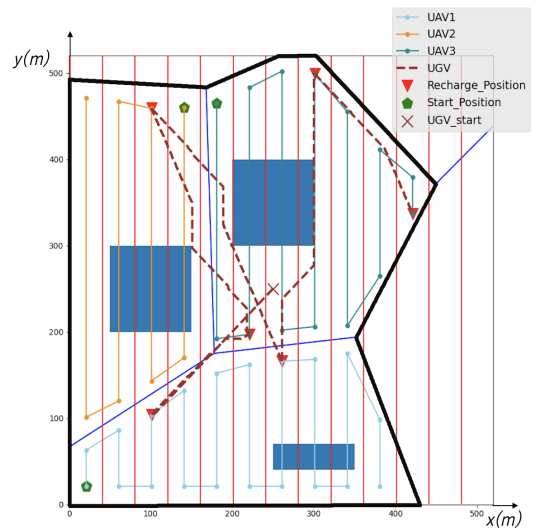 y(m)
UAV1
UAV2
UAV3
UGV
Recharge_Position
Start_Position
UGV_start
500
400
300
200
100
0
0 100 200 300 400 500
x(m)